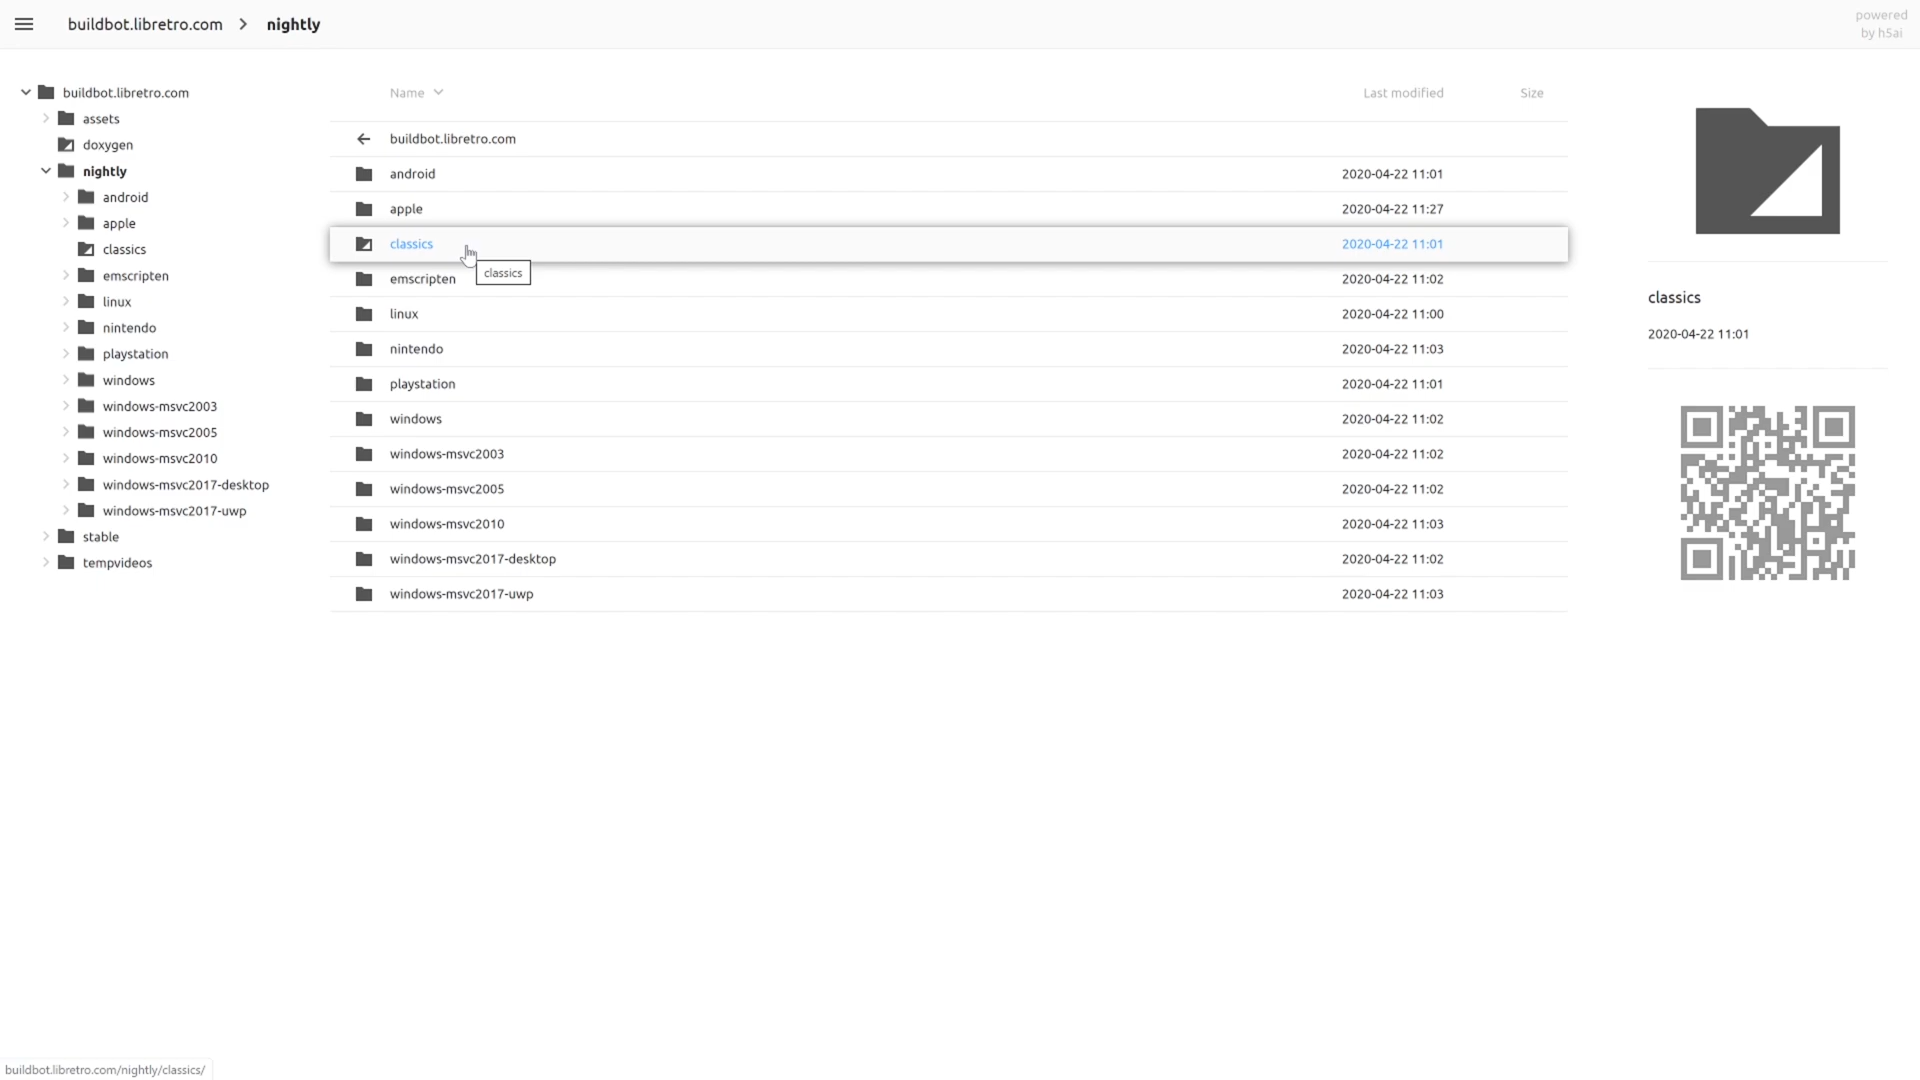 buildbot.libretro.com > nightly
powered
by h5ai
buildbot.libretro.com
assets
doxygen
nightly
android
apple
classics
emscripten
linux
nintendo
playstation
windows
windows-msvc2003
windows-msvc2005
windows-msvc2010
windows-msvc2017-desktop
windows-msvc2017-uwp
stable
tempvideos
Name Last modified Size
buildbot.libretro.com
android 2020-04-22 11:01
apple 2020-04-22 11:27
classics 2020-04-22 11:01
classics
emscripten 2020-04-22 11:02
linux 2020-04-22 11:00
nintendo 2020-04-22 11:03
playstation 2020-04-22 11:01
windows 2020-04-22 11:02
windows-msvc2003 2020-04-22 11:02
windows-msvc2005 2020-04-22 11:02
windows-msvc2010 2020-04-22 11:03
windows-msvc2017-desktop 2020-04-22 11:02
windows-msvc2017-uwp 2020-04-22 11:03
classics
2020-04-22 11:01
buildbot.libretro.com/nightly/classics/